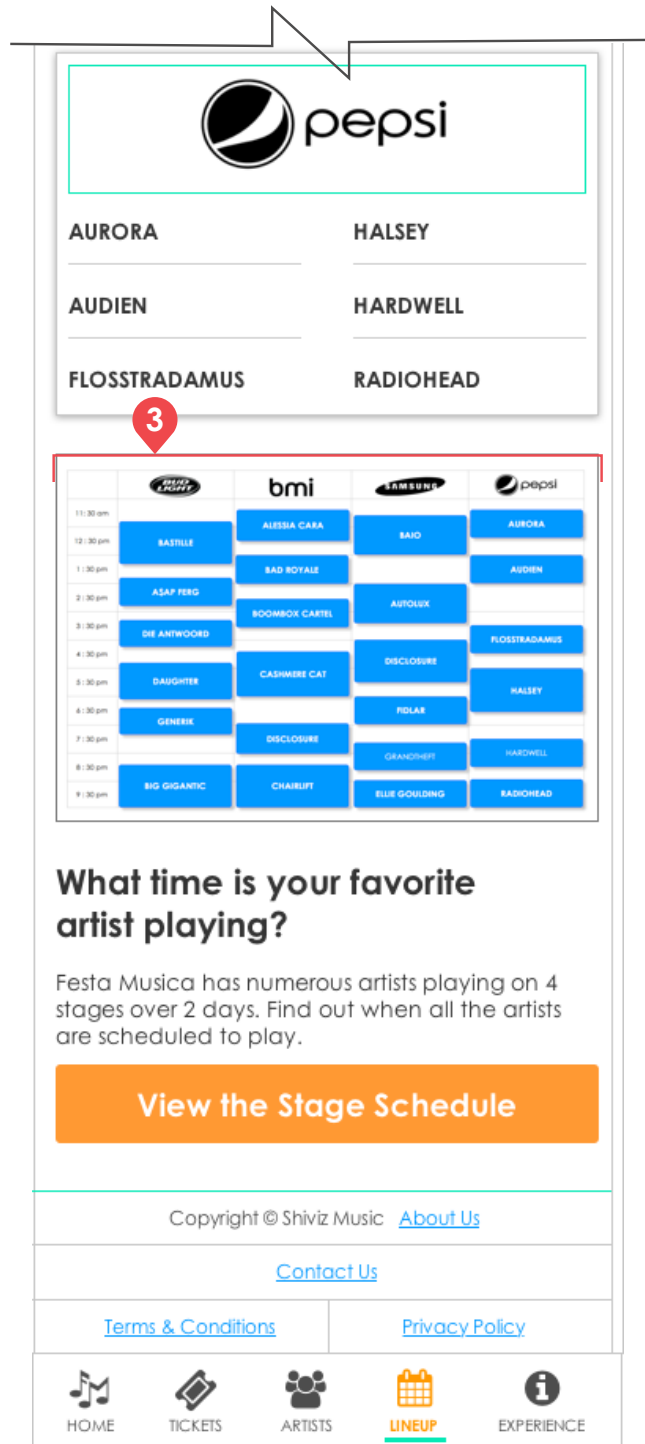 pepsi
AURORA HALSEY
AUDIEN HARDWELL
FLOSSTRADAMUS RADIOHEAD
3
BUD LIGHT bmi SAMSUNG pepsi
11:30 am
ALESSIA CARA AURORA
12:30 pm BASTILLE BAIO
1:30 pm BAD ROYALE AUDIEN
2:30 pm ASAP FERG AUTOLUX
BOOMBOX CARTEL
3:30 pm DIE ANTWOORD FLOSSTRADAMUS
4:30 pm DISCLOSURE
5:30 pm DAUGHTER CASHMERE CAT HALSEY
6:30 pm GENERIK FIDLAR
7:30 pm DISCLOSURE GRANDTHEFT HARDWELL
8:30 pm
BIG GIGANTIC CHAIRLIFT
9:30 pm ELLIE GOULDING RADIOHEAD
What time is your favorite
artist playing?
Festa Musica has numerous artists playing on 4
stages over 2 days. Find out when all the artists
are scheduled to play.
View the Stage Schedule
Copyright © Shiviz Music About Us
Contact Us
Terms & Conditions Privacy Policy
HOME TICKETS ARTISTS LINEUP EXPERIENCE